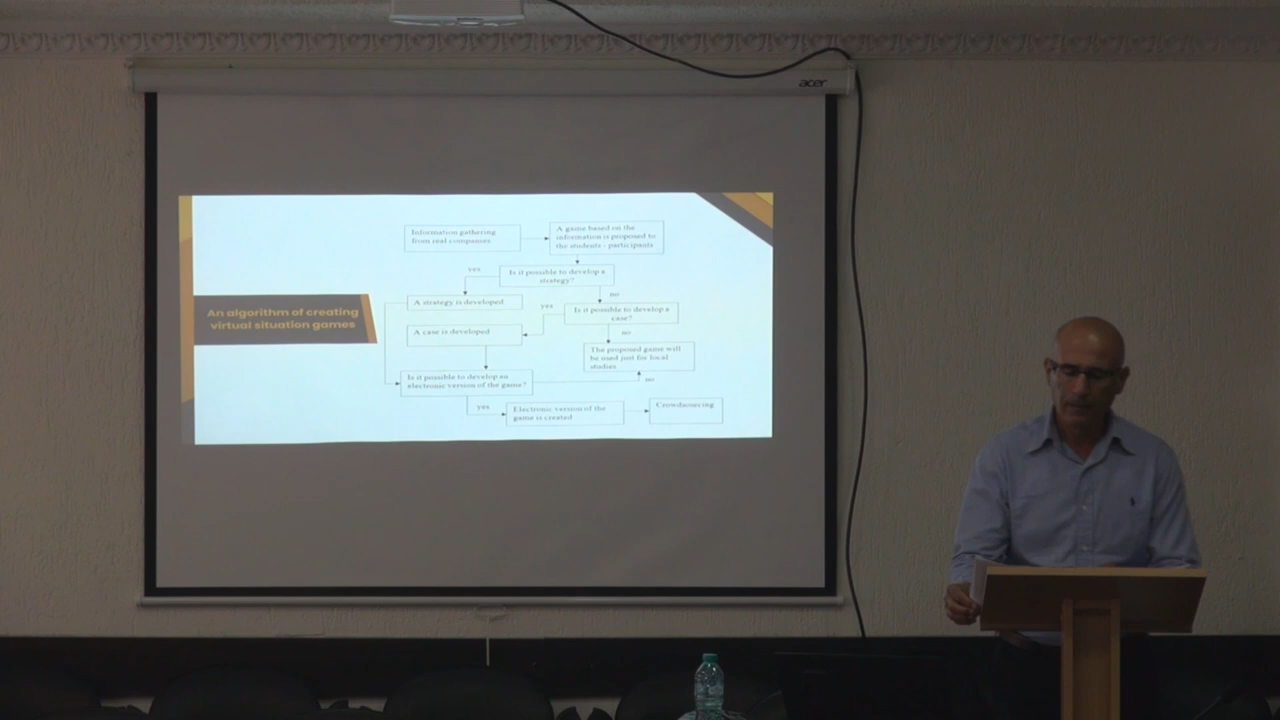 acer
An algorithm of creating
virtual situation games
Information gathering
from real companies
A game based on the
information is proposed to
the students - participants
yes
Is it possible to develop a
strategy?
no
A strategy is developed
yes
Is it possible to develop a
case?
A case is developed
no
The proposed game will
be used just for local
studies
Is it possible to develop an
electronic version of the game?
no
yes
Electronic version of the
game is created
Crowdsourcing